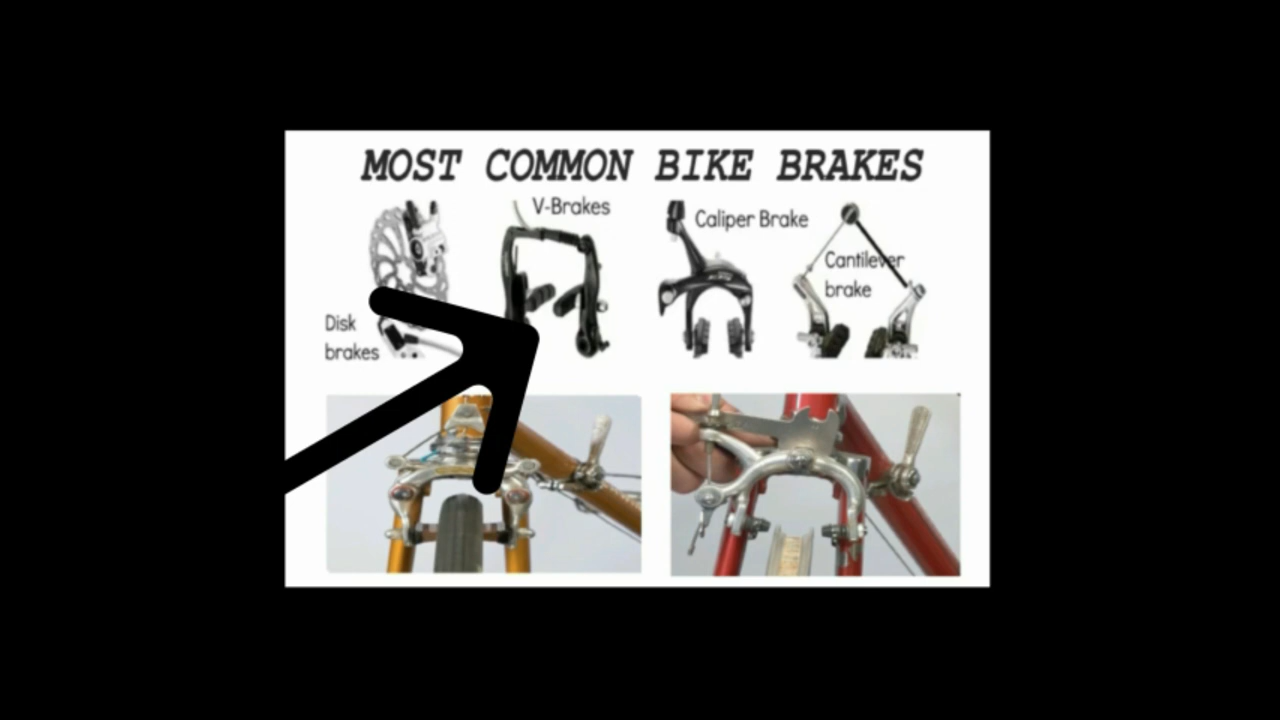 MOST COMMON BIKE BRAKES
V-Brakes
Caliper Brake
Cantilever
brake
Disk
brakes